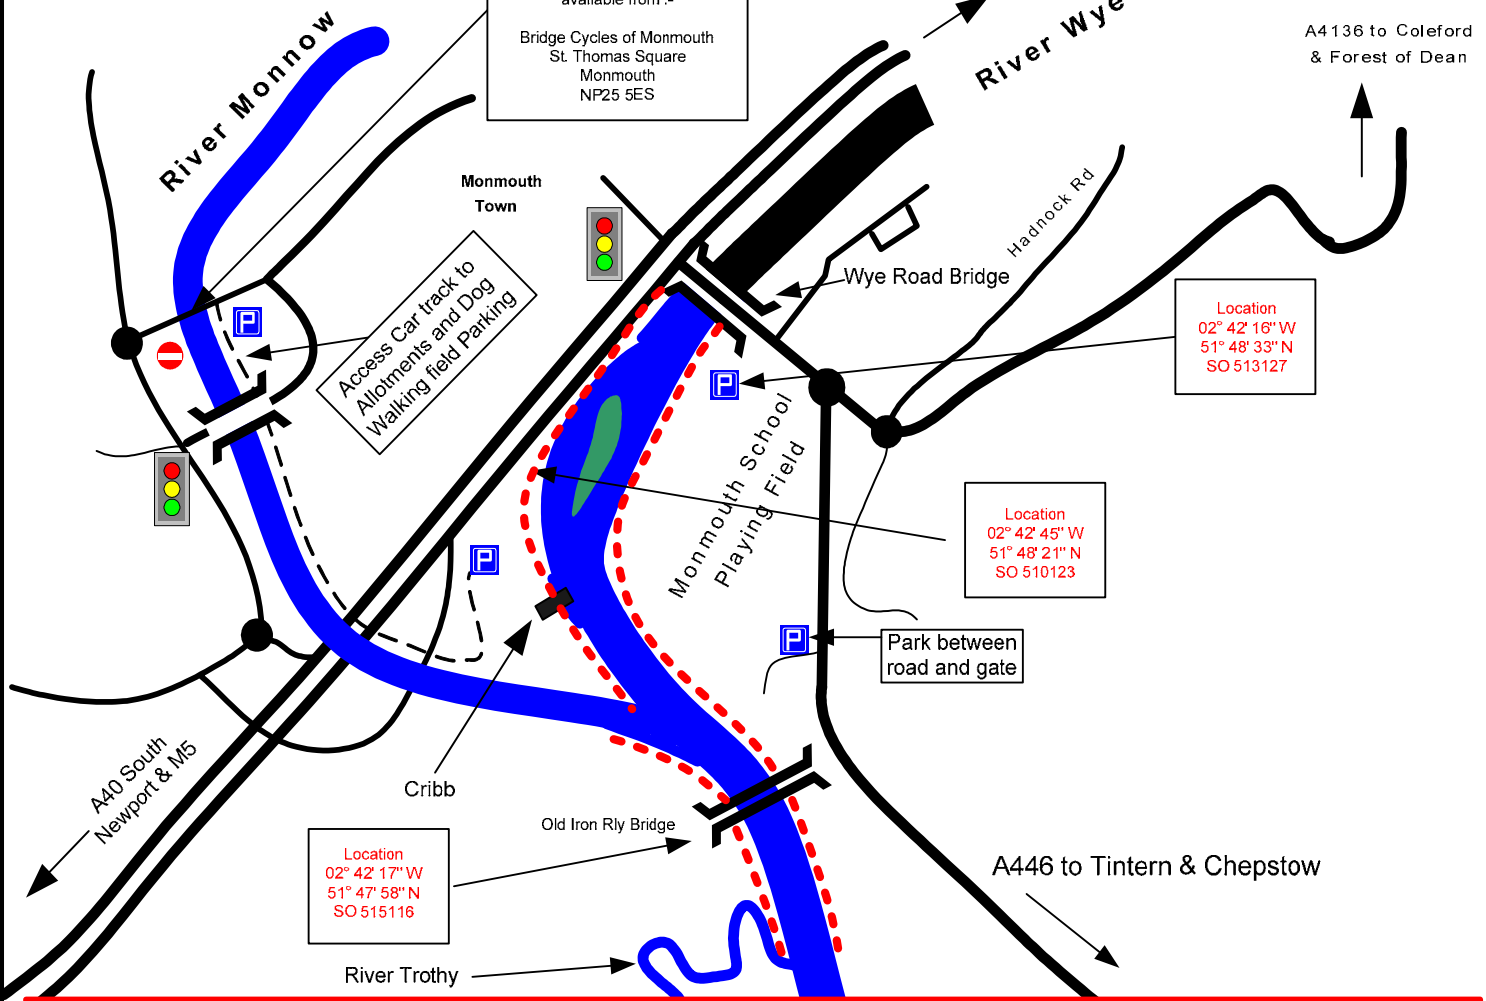 available from :-
Bridge Cycles of Monmouth
St. Thomas Square
Monmouth
NP25 5ES
River Monnow
River Wye
A4136 to Coleford
& Forest of Dean
Monmouth
Town
Hadnock Rd
Access Car track to
Allotments and Dog
Walking field Parking
Wye Road Bridge
Location
02° 42' 16" W
51° 48' 33" N
SO 513127
P
P
Monmouth School
Playing Field
Location
02° 42' 45" W
51° 48' 21" N
SO 510123
P
P
Park between
road and gate
A40 South
Newport & M5
Cribb
Old Iron Rly Bridge
Location
02° 42' 17" W
51° 47' 58" N
SO 515116
A446 to Tintern & Chepstow
River Trothy